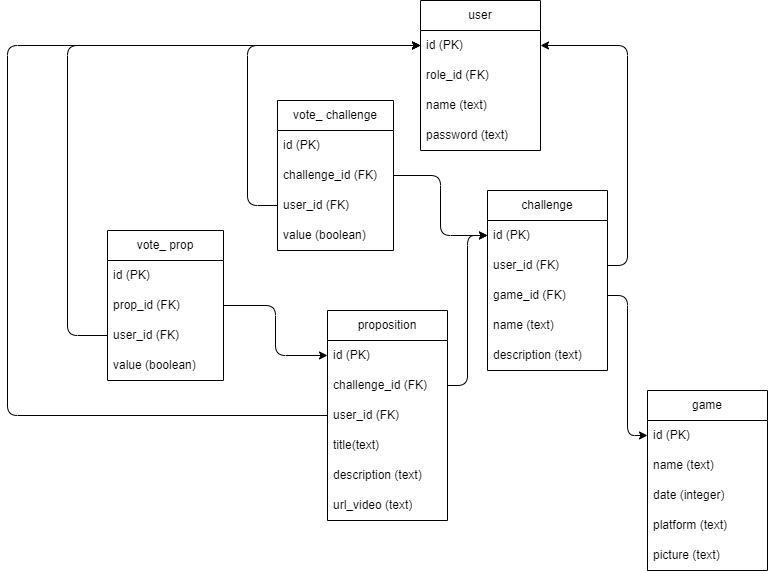 user
id (PK)
role_id (FK)
name (text)
password (text)
vote_ challenge
id (PK)
challenge_id (FK)
user_id (FK)
value (boolean)
challenge
id (PK)
user_id (FK)
game_id (FK)
name (text)
description (text)
vote_ prop
id (PK)
prop_id (FK)
user_id (FK)
value (boolean)
proposition
id (PK)
challenge_id (FK)
user_id (FK)
title(text)
description (text)
url_video (text)
game
id (PK)
name (text)
date (integer)
platform (text)
picture (text)